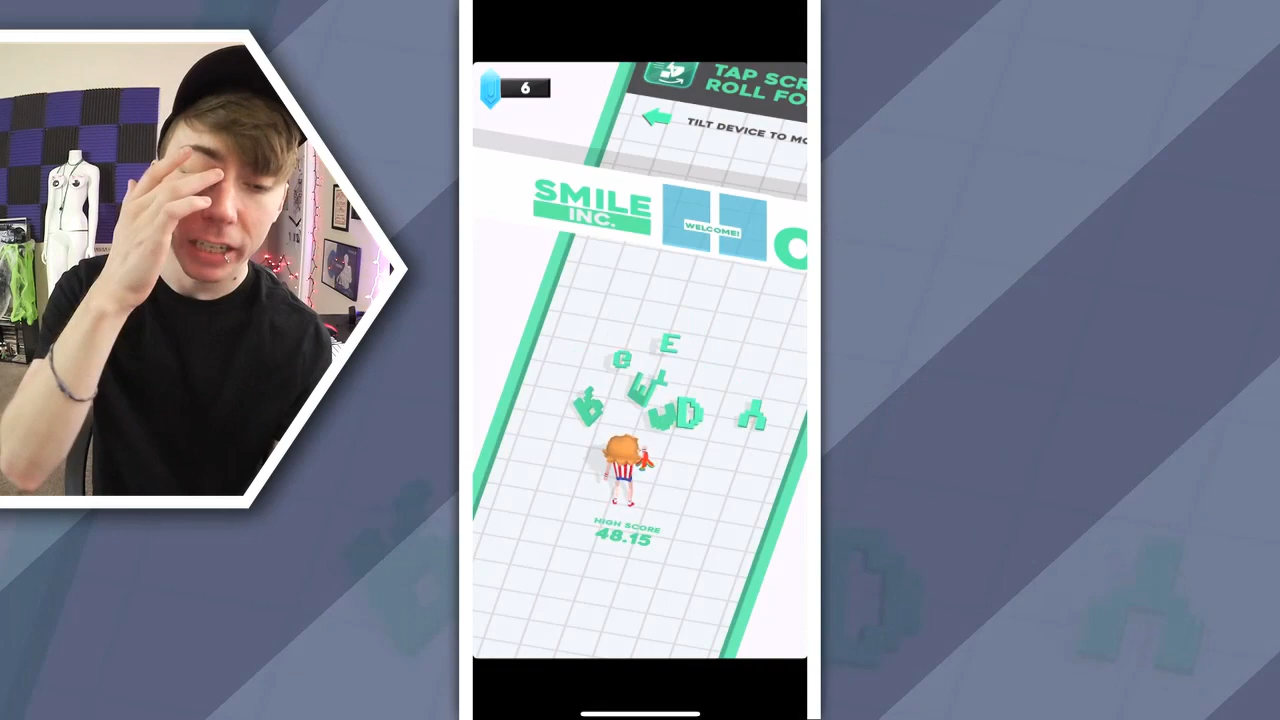 6
TAP SCR
ROLL FO
TILT DEVICE TO MO
SMILE
INC.
WELCOME!
HIGH SCORE
48.15